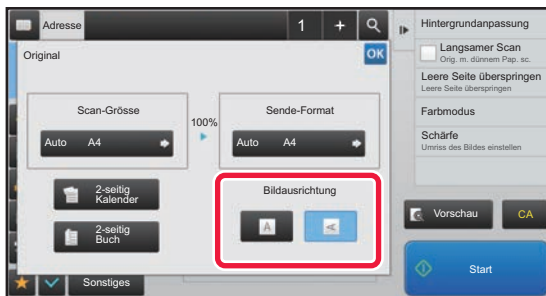 Adresse
1
+
Original
OK
Scan-Grösse
Auto A4
100%
Sende-Format
Auto A4
2-seitig
Kalender
2-seitig
Buch
Bildausrichtung
A
A
Sonstiges
Hintergrundanpassung
Langsamer Scan
Orig. m. dünnem Pap. sc.
Leere Seite überspringen
Leere Seite überspringen
Farbmodus
Schärfe
Umriss des Bildes einstellen
Vorschau
CA
Start